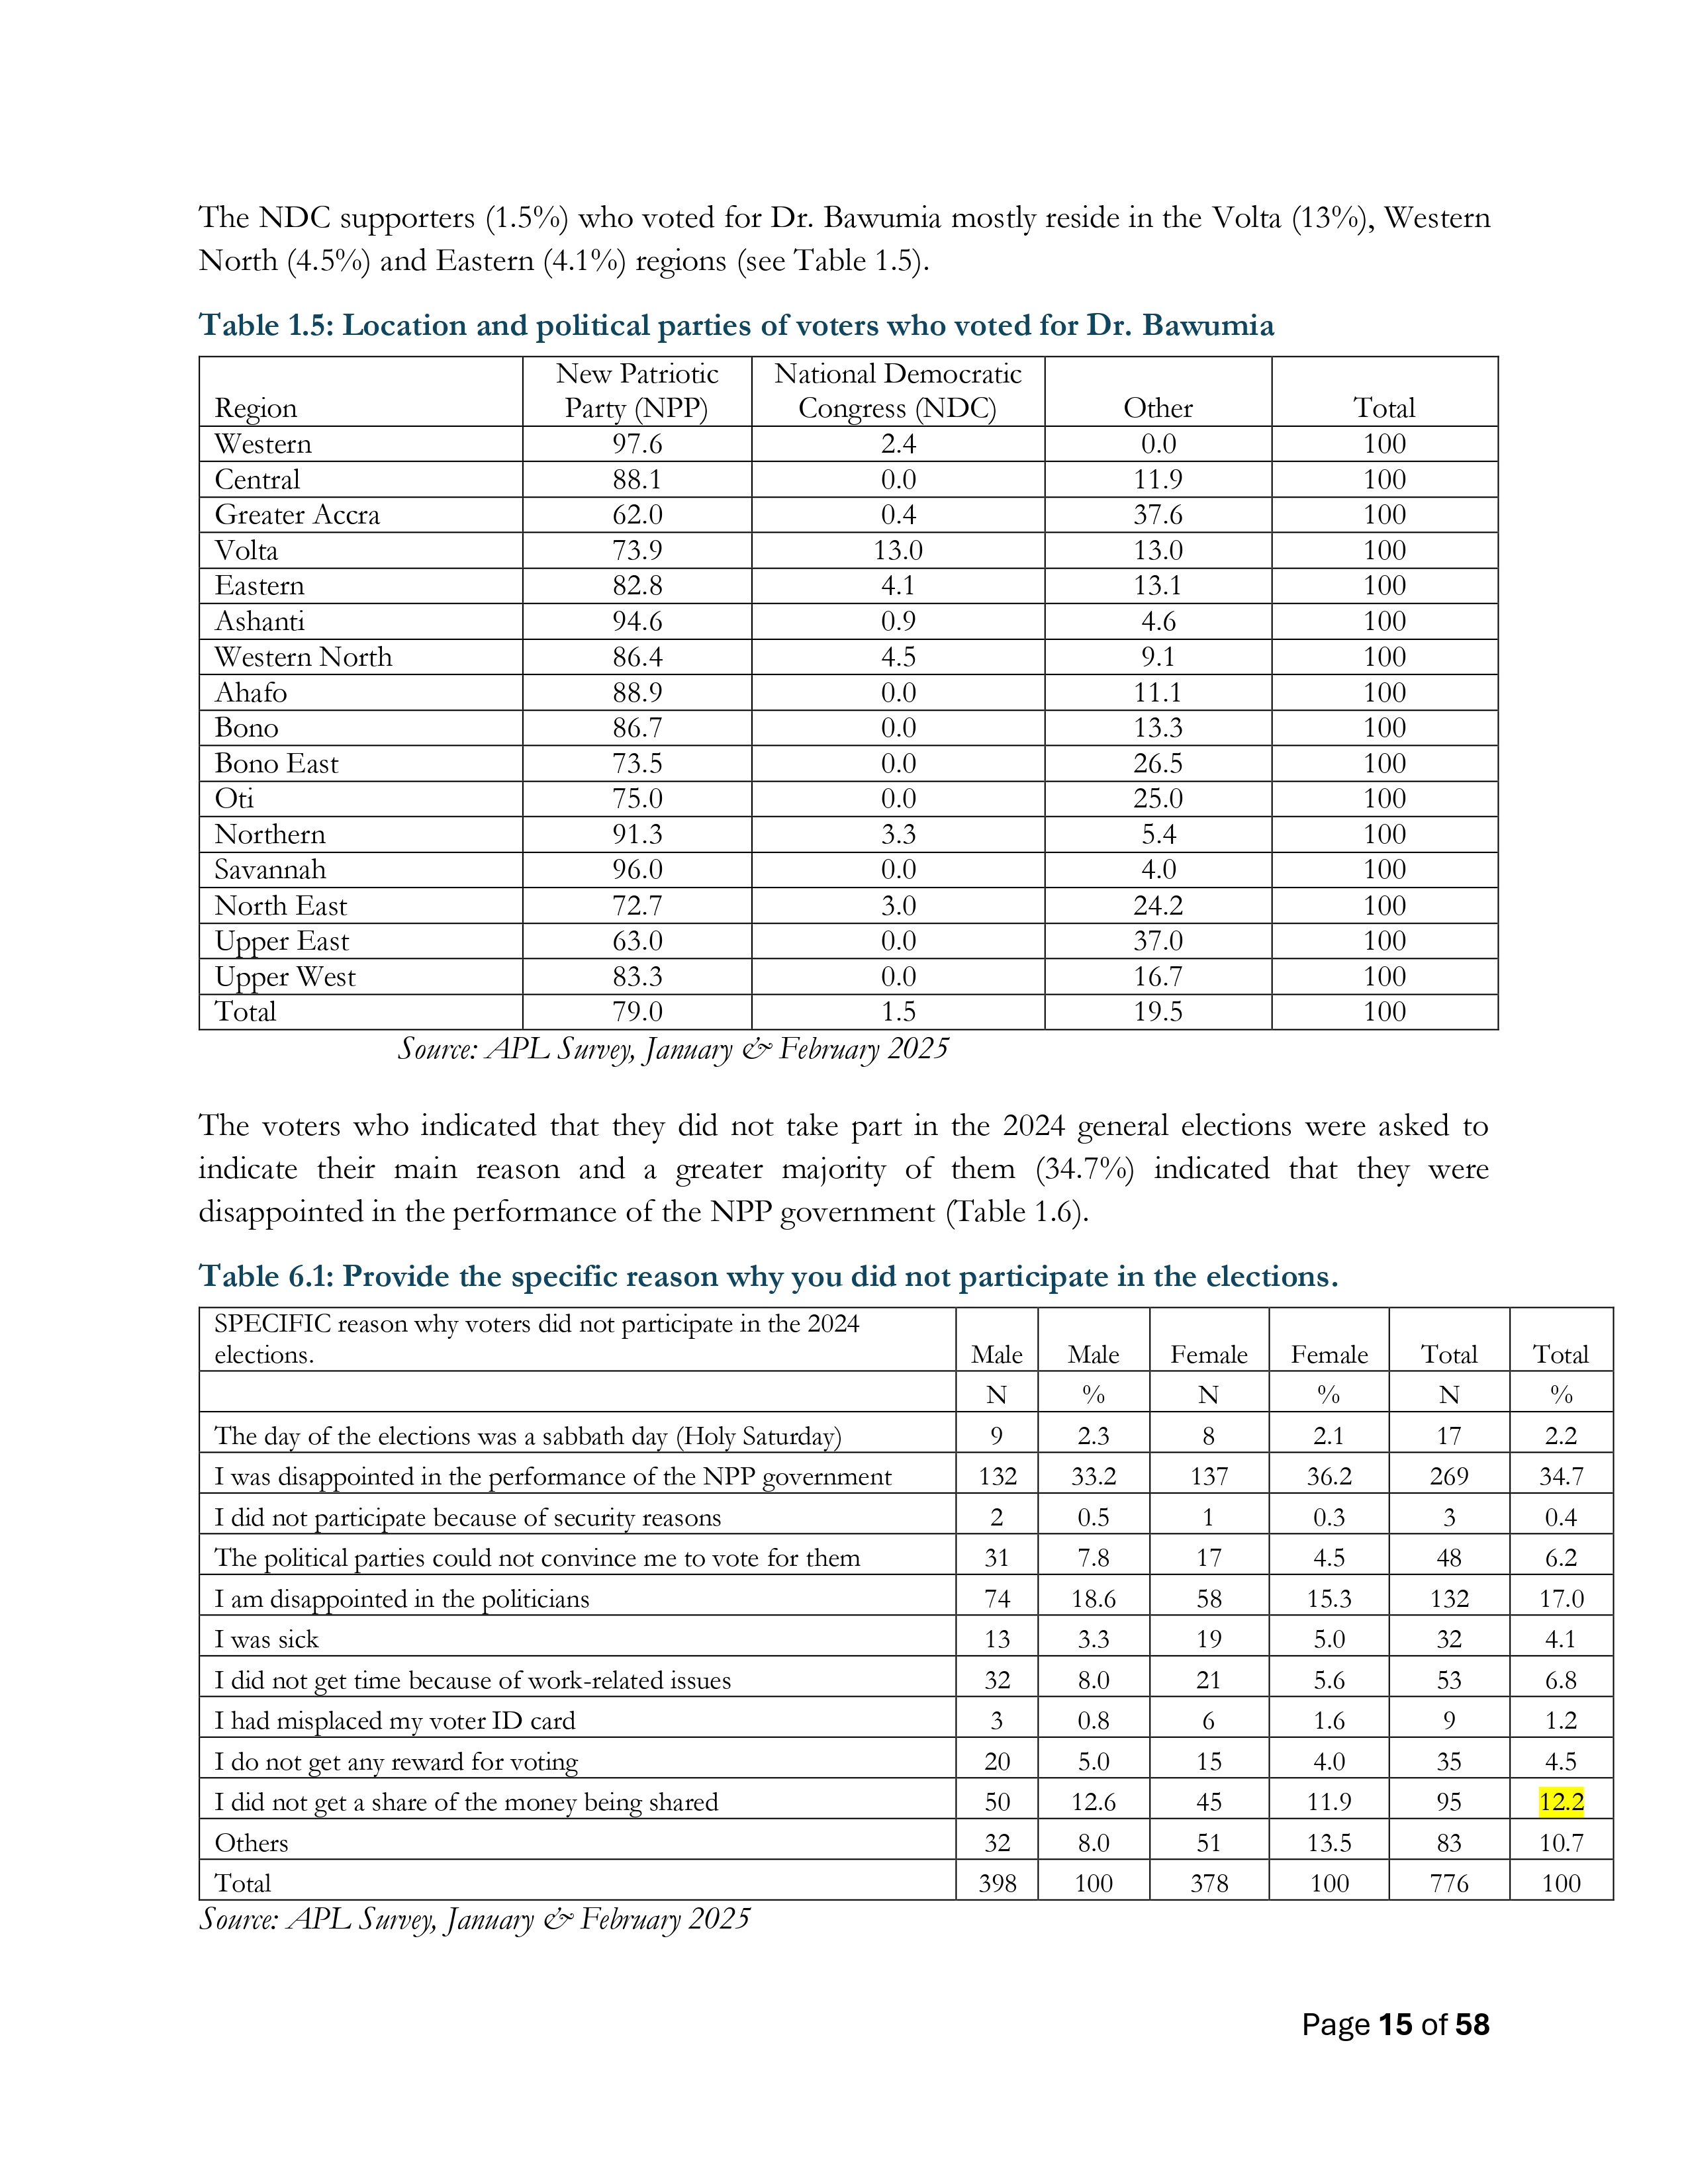 The NDC supporters (1.5%) who voted for Dr. Bawumia mostly reside in the Volta (13%), Western
North (4.5%) and Eastern (4.1%) regions (see Table 1.5).
Table 1.5: Location and political parties of voters who voted for Dr. Bawumia
Region New Patriotic Party (NPP) National Democratic Congress (NDC) Other Total
Western 97.6 2.4 0.0 100
Central 88.1 0.0 11.9 100
Greater Accra 62.0 0.4 37.6 100
Volta 73.9 13.0 13.0 100
Eastern 82.8 4.1 13.1 100
Ashanti 94.6 0.9 4.6 100
Western North 86.4 4.5 9.1 100
Ahafo 88.9 0.0 11.1 100
Bono 86.7 0.0 13.3 100
Bono East 73.5 0.0 26.5 100
Oti 75.0 0.0 25.0 100
Northern 91.3 3.3 5.4 100
Savannah 96.0 0.0 4.0 100
North East 72.7 3.0 24.2 100
Upper East 63.0 0.0 37.0 100
Upper West 83.3 0.0 16.7 100
Total 79.0 1.5 19.5 100
Source: APL Survey, January & February 2025
The voters who indicated that they did not take part in the 2024 general elections were asked to
indicate their main reason and a greater majority of them (34.7%) indicated that they were
disappointed in the performance of the NPP government (Table 1.6).
Table 6.1: Provide the specific reason why you did not participate in the elections.
SPECIFIC reason why voters did not participate in the 2024
elections. Male Male Female Female Total Total
N % N % N %
The day of the elections was a sabbath day (Holy Saturday) 9 2.3 8 2.1 17 2.2
I was disappointed in the performance of the NPP government 132 33.2 137 36.2 269 34.7
I did not participate because of security reasons 2 0.5 1 0.3 3 0.4
The political parties could not convince me to vote for them 31 7.8 17 4.5 48 6.2
I am disappointed in the politicians 74 18.6 58 15.3 132 17.0
I was sick 13 3.3 19 5.0 32 4.1
I did not get time because of work-related issues 32 8.0 21 5.6 53 6.8
I had misplaced my voter ID card 3 0.8 6 1.6 9 1.2
I do not get any reward for voting 20 5.0 15 4.0 35 4.5
I did not get a share of the money being shared 50 12.6 45 11.9 95 12.2
Others 32 8.0 51 13.5 83 10.7
Total 398 100 378 100 776 100
Source: APL Survey, January & February 2025
Page 15 of 58